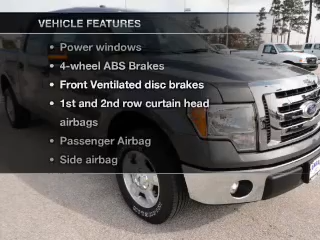 VEHICLE FEATURES
• Power windows
• 4-wheel ABS Brakes
• Front Ventilated disc brakes
• 1st and 2nd row curtain head
airbags
• Passenger Airbag
• Side airbag